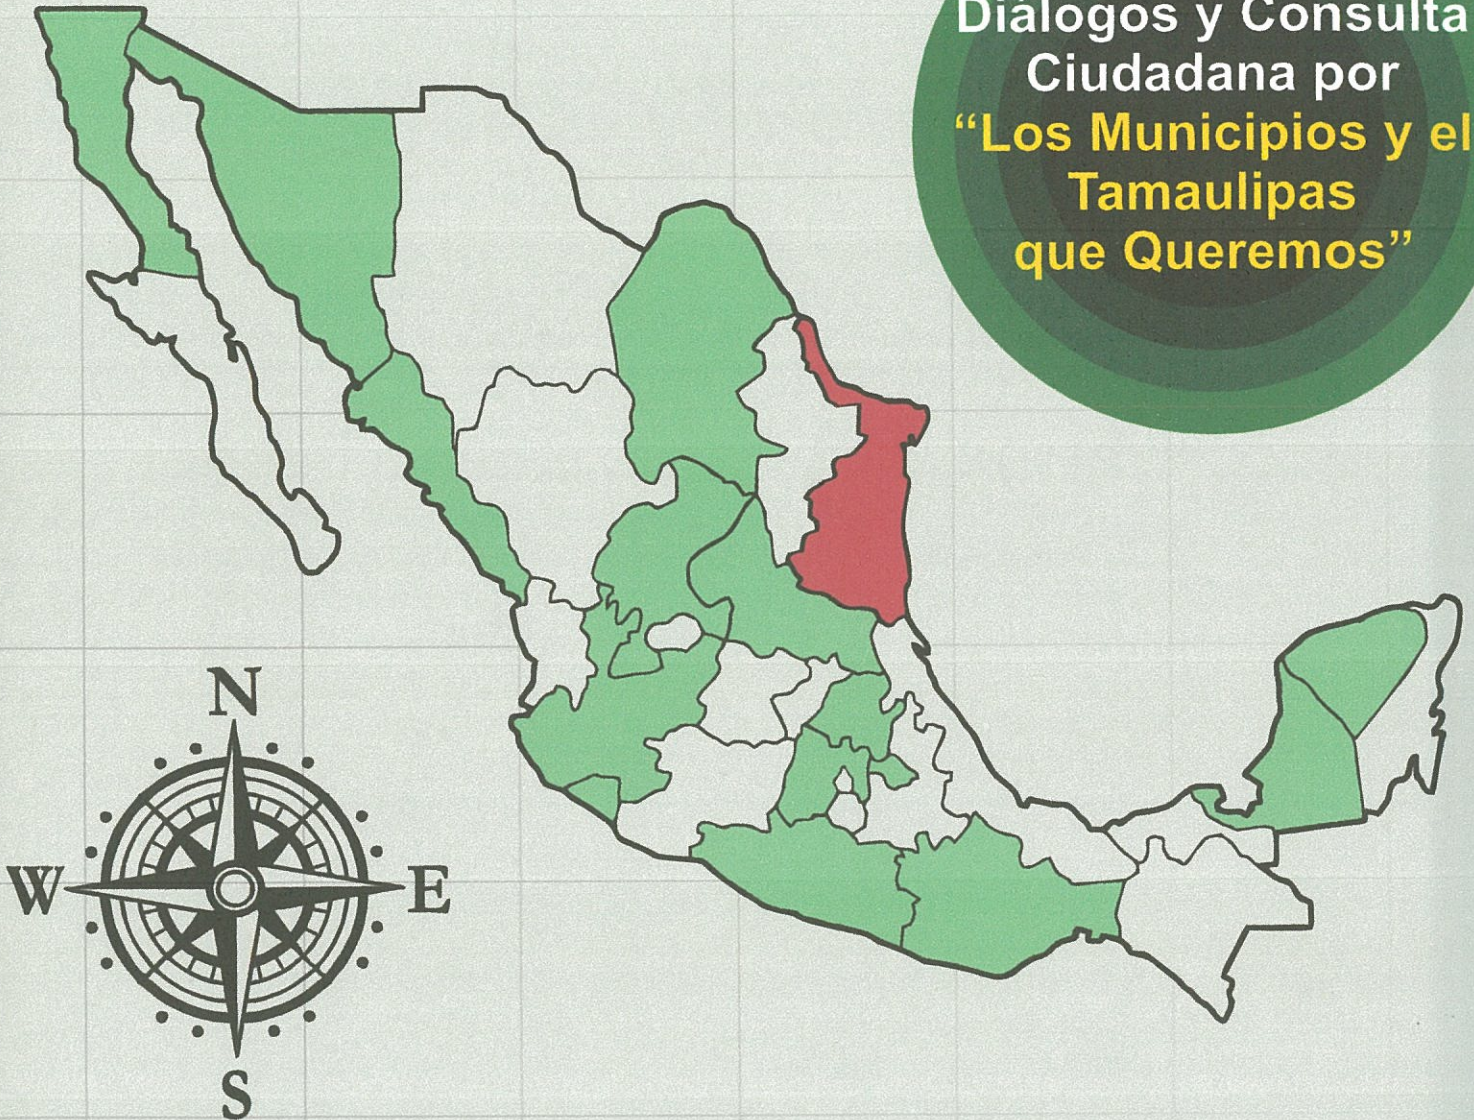 Diálogos y Consulta
Ciudadana por
“Los Municipios y el
Tamaulipas
que Queremos”
N
W
E
S